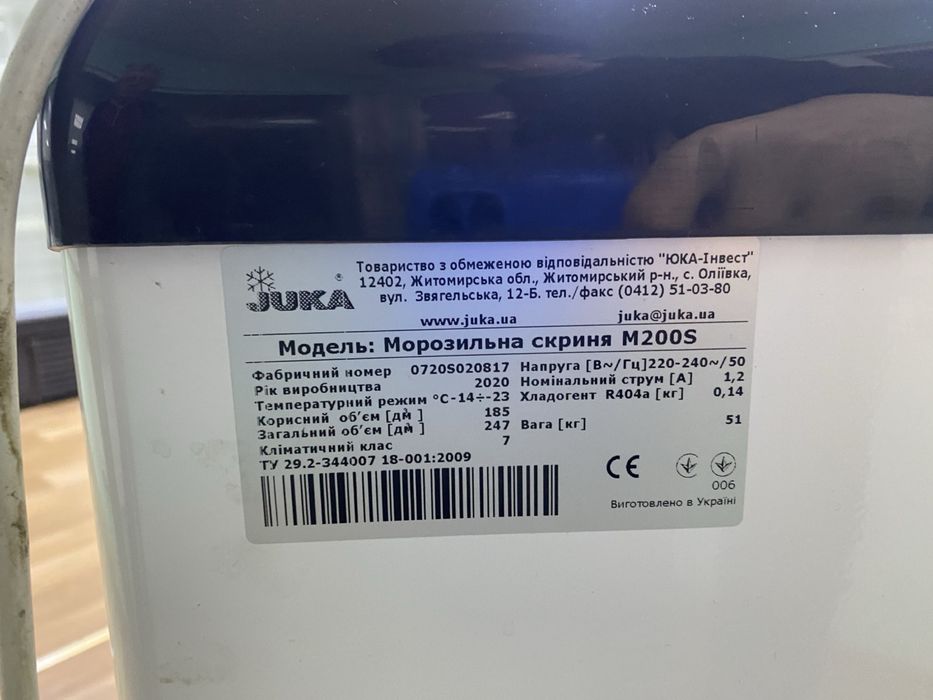 JUKA ®
Товариство з обмеженою відповідальністю "ЮКА-Інвест"
12402, Житомирська обл., Житомирський р-н., с. Оліївка,
вул. Звягельська, 12-Б. тел./факс (0412) 51-03-80
www.juka.ua juka@juka.ua
Модель: Морозильна скриня M200S
Фабричний номер 0720S020817 Напруга [В~/Гц]220-240~/50
Рік виробництва 2020 Номінальний струм [А] 1,2
Температурний режим °С-14÷-23 Хладогент R404a [кг] 0,14
Корисний об'єм [дм³] 185
Загальний об'єм [дм³] 247 Вага [кг] 51
Кліматичний клас 7
ТУ 29.2-344007 18-001:2009
CE
006
Виготовлено в Україні